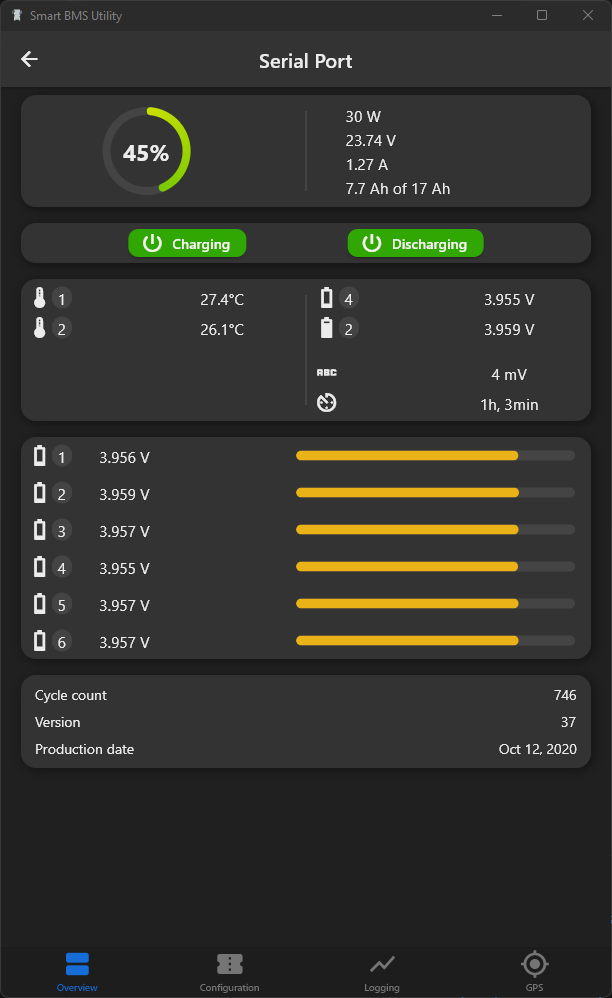 Smart BMS Utility
Serial Port
45%
30 W
23.74 V
1.27 A
7.7 Ah of 17 Ah
Charging
Discharging
1 27.4°C
2 26.1°C
4 3.955 V
2 3.959 V
ABC 4 mV
1h, 3min
1 3.956 V
2 3.959 V
3 3.957 V
4 3.955 V
5 3.957 V
6 3.957 V
Cycle count 746
Version 37
Production date Oct 12, 2020
Overview
Configuration
Logging
GPS